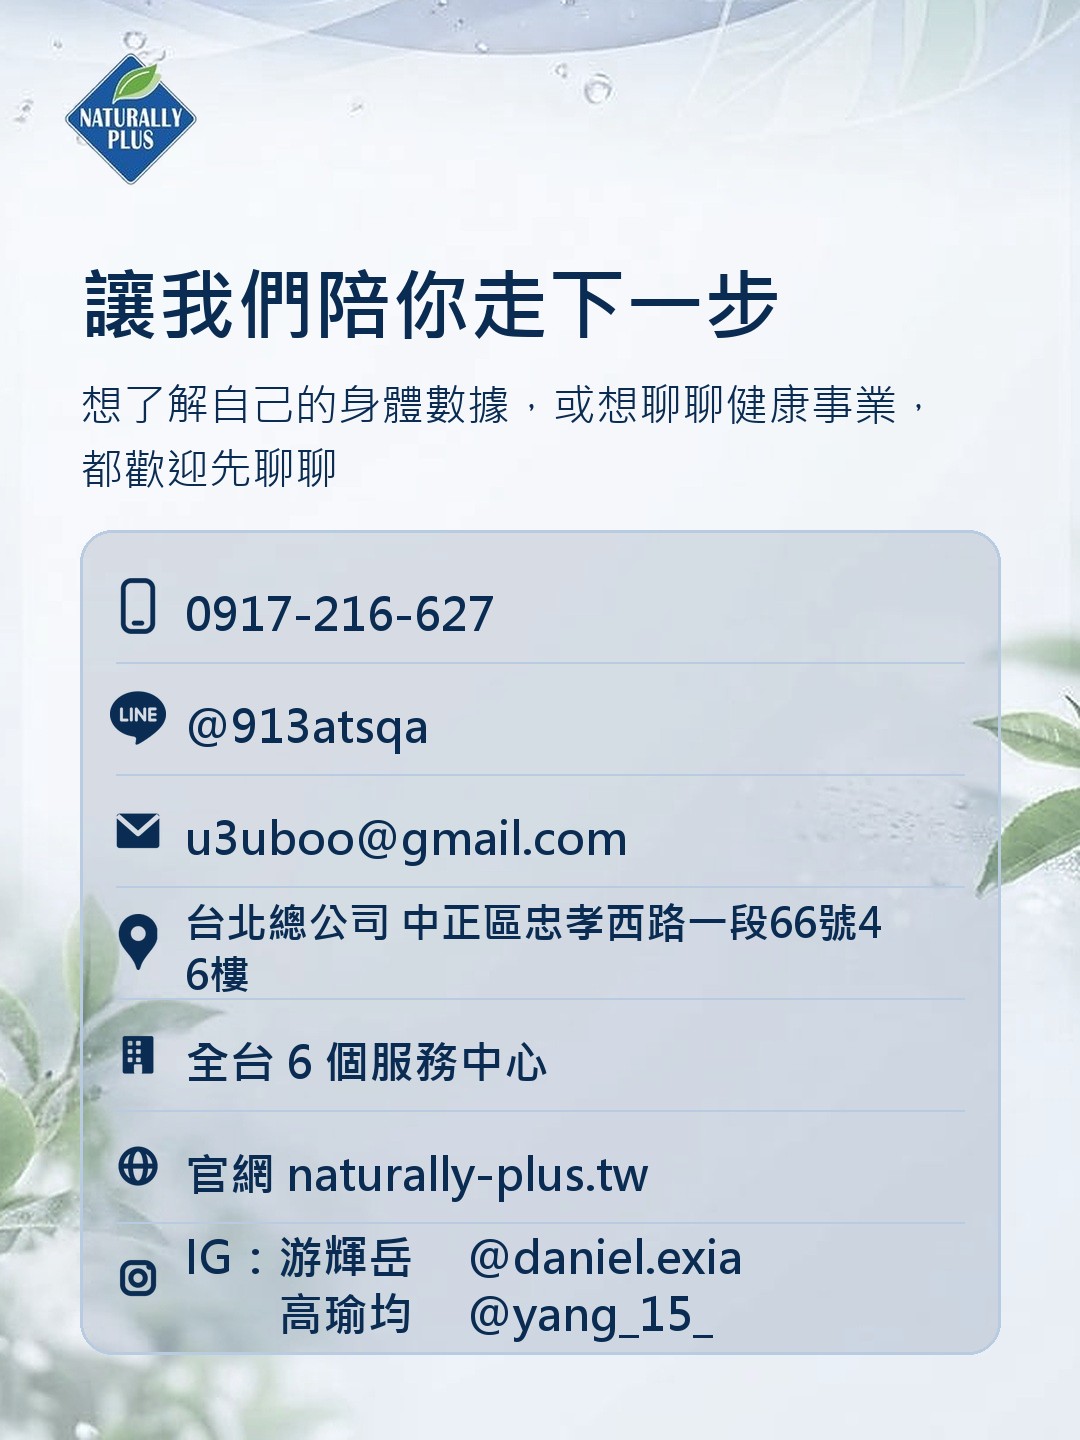 NATURALLY
PLUS
讓我們陪你走下一步
想了解自己的身體數據，或想聊聊健康事業，
都歡迎先聊聊
0917-216-627
LINE @913atsqa
u3uboo@gmail.com
台北總公司 中正區忠孝西路一段66號4
6樓
全台 6 個服務中心
官網 naturally-plus.tw
IG：游輝岳 @daniel.exia
高瑜均 @yang_15_